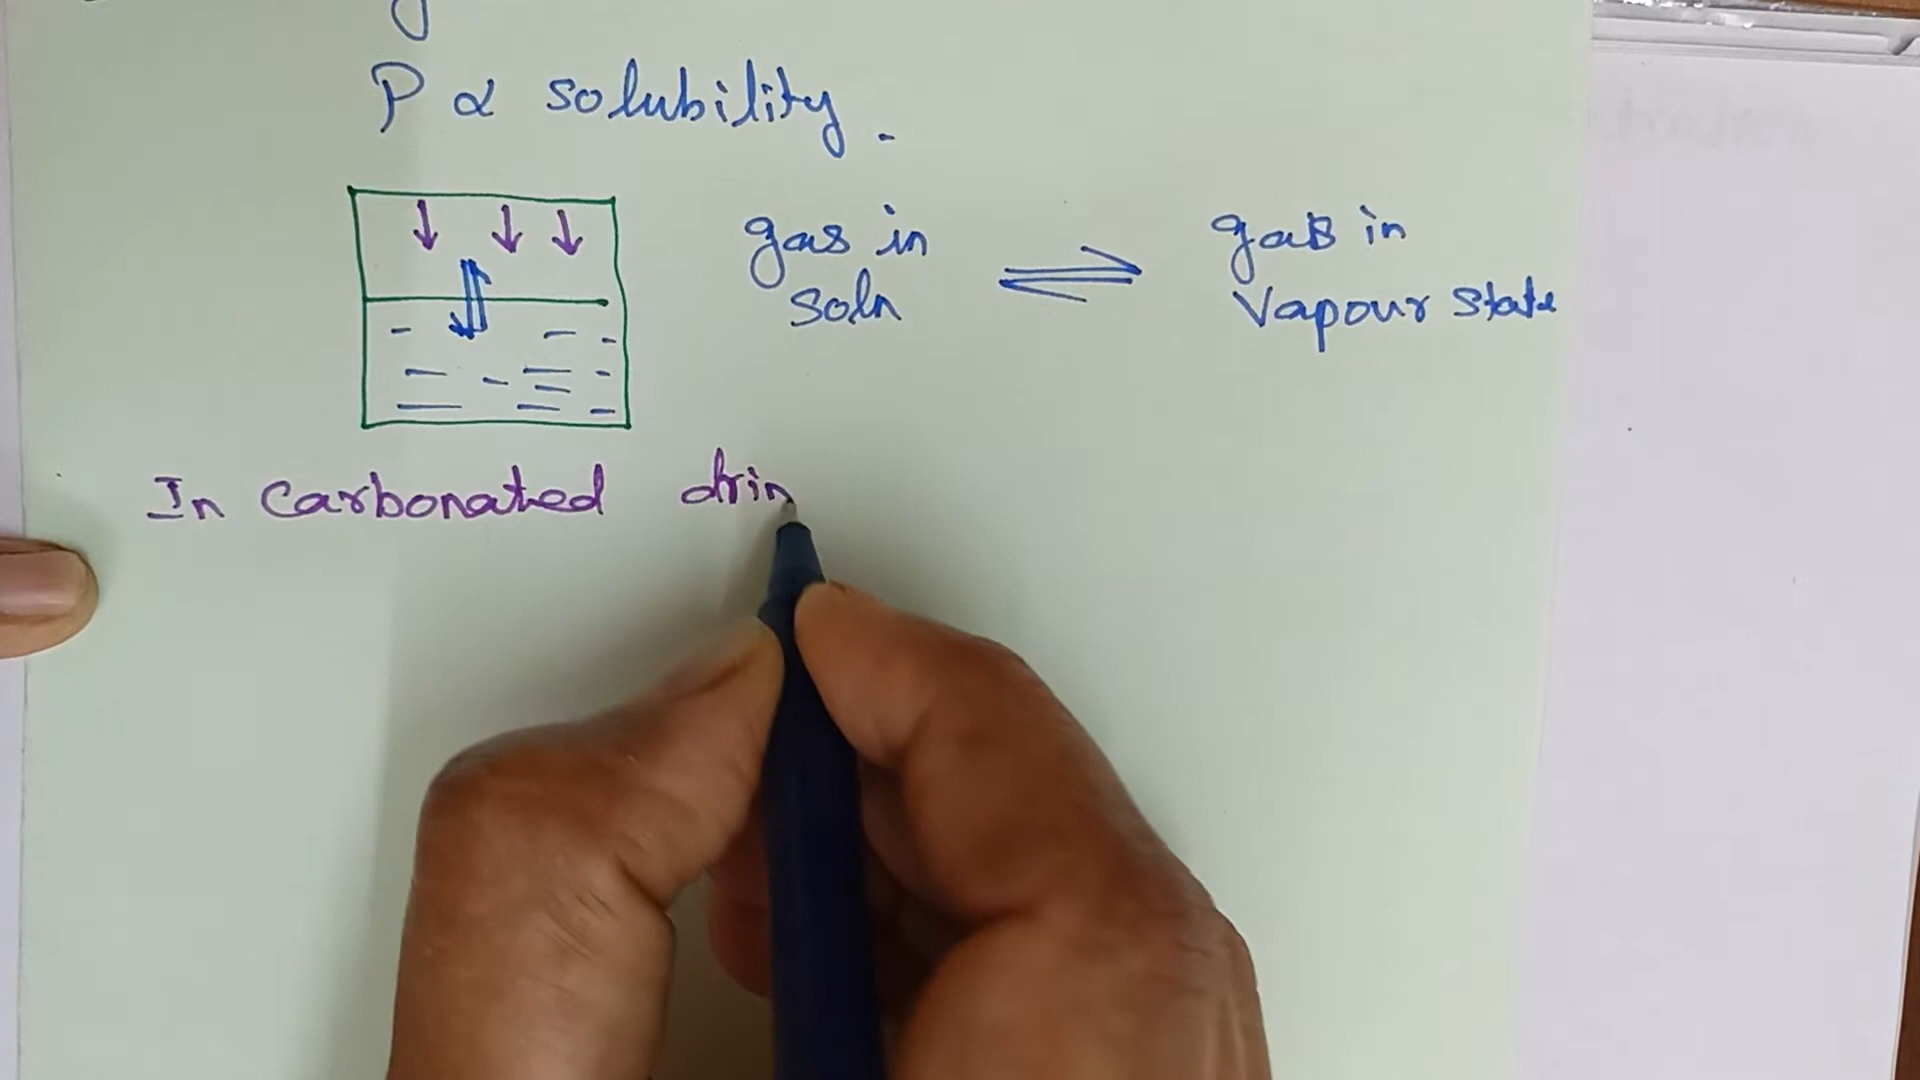 P α solubility.
gas in soln ⇌ gas in vapour state
In Carbonated drin